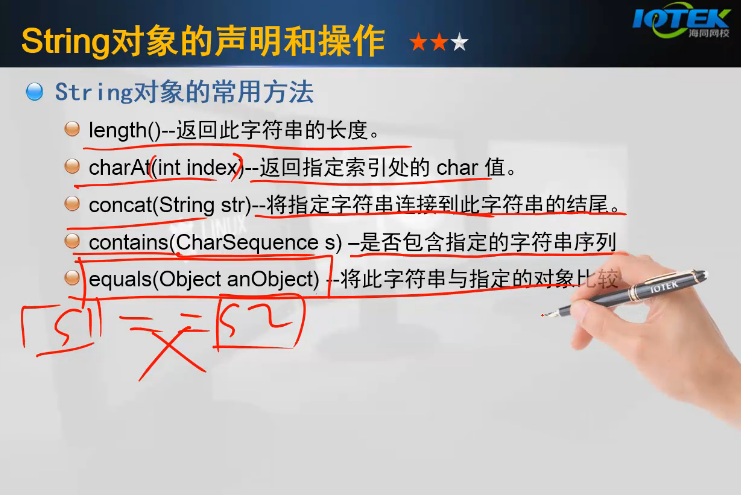 IOTEK
海同网校
String对象的声明和操作
String对象的常用方法
length()--返回此字符串的长度。
charAt(int index)--返回指定索引处的 char 值。
concat(String str)--将指定字符串连接到此字符串的结尾。
contains(CharSequence s) –是否包含指定的字符串序列
equals(Object anObject) --将此字符串与指定的对象比较
s1 == s2
IOTEK
LINUX